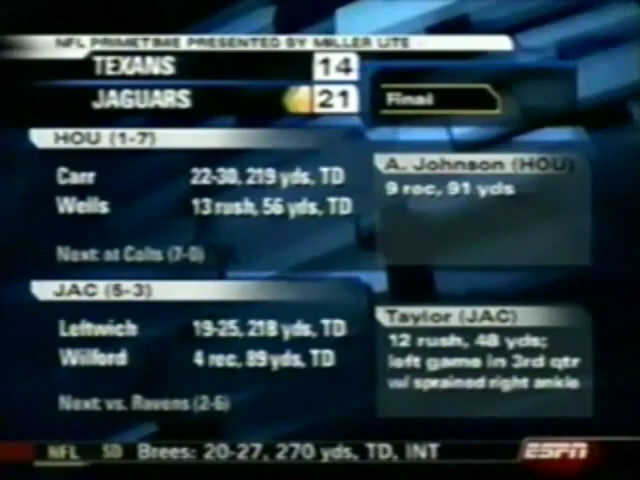 NFL PRIMETIME PRESENTED BY MILLER LITE
TEXANS 14
JAGUARS 21
Final
HOU (1-7)
Carr 22-30, 219 yds, TD
Wells 13 rush, 56 yds, TD
Next: at Colts (7-0)
A. Johnson (HOU)
9 rec, 91 yds
JAC (5-3)
Leftwich 19-25, 218 yds, TD
Wilford 4 rec, 89 yds, TD
Next: vs. Ravens (2-6)
Taylor (JAC)
12 rush, 48 yds;
left game in 3rd qtr
w/ sprained right ankle
NFL SD Brees: 20-27, 270 yds, TD, INT
ESPN